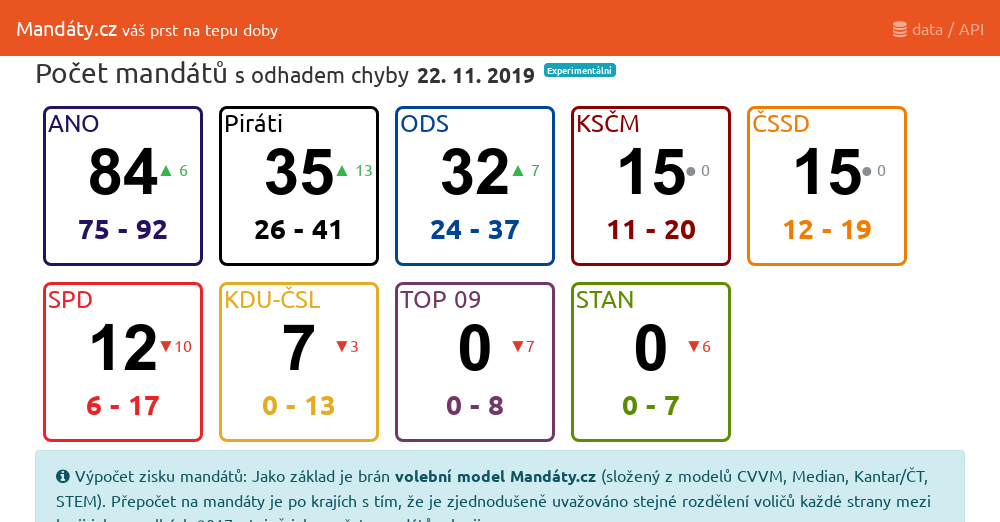 Mandáty.cz váš prst na tepu doby
data / API
Počet mandátů s odhadem chyby 22. 11. 2019 Experimentální
ANO
84 ▲ 6
75 - 92
Piráti
35 ▲ 13
26 - 41
ODS
32 ▲ 7
24 - 37
KSČM
15 ● 0
11 - 20
ČSSD
15 ● 0
12 - 19
SPD
12 ▼10
6 - 17
KDU-ČSL
7 ▼3
0 - 13
TOP 09
0 ▼7
0 - 8
STAN
0 ▼6
0 - 7
Výpočet zisku mandátů: Jako základ je brán volební model Mandáty.cz (složený z modelů CVVM, Median, Kantar/ČT,
STEM). Přepočet na mandáty je po krajích s tím, že je zjednodušeně uvažováno stejné rozdělení voličů každé strany mezi